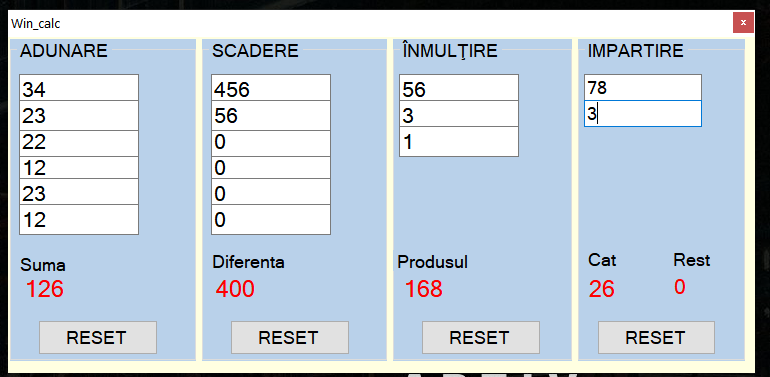 Win_calc
ADUNARE
34
23
22
12
23
12
Suma
126
RESET
SCADERE
456
56
0
0
0
0
Diferenta
400
RESET
ÎNMULŢIRE
56
3
1
Produsul
168
RESET
IMPARTIRE
78
3
Cat Rest
26 0
RESET